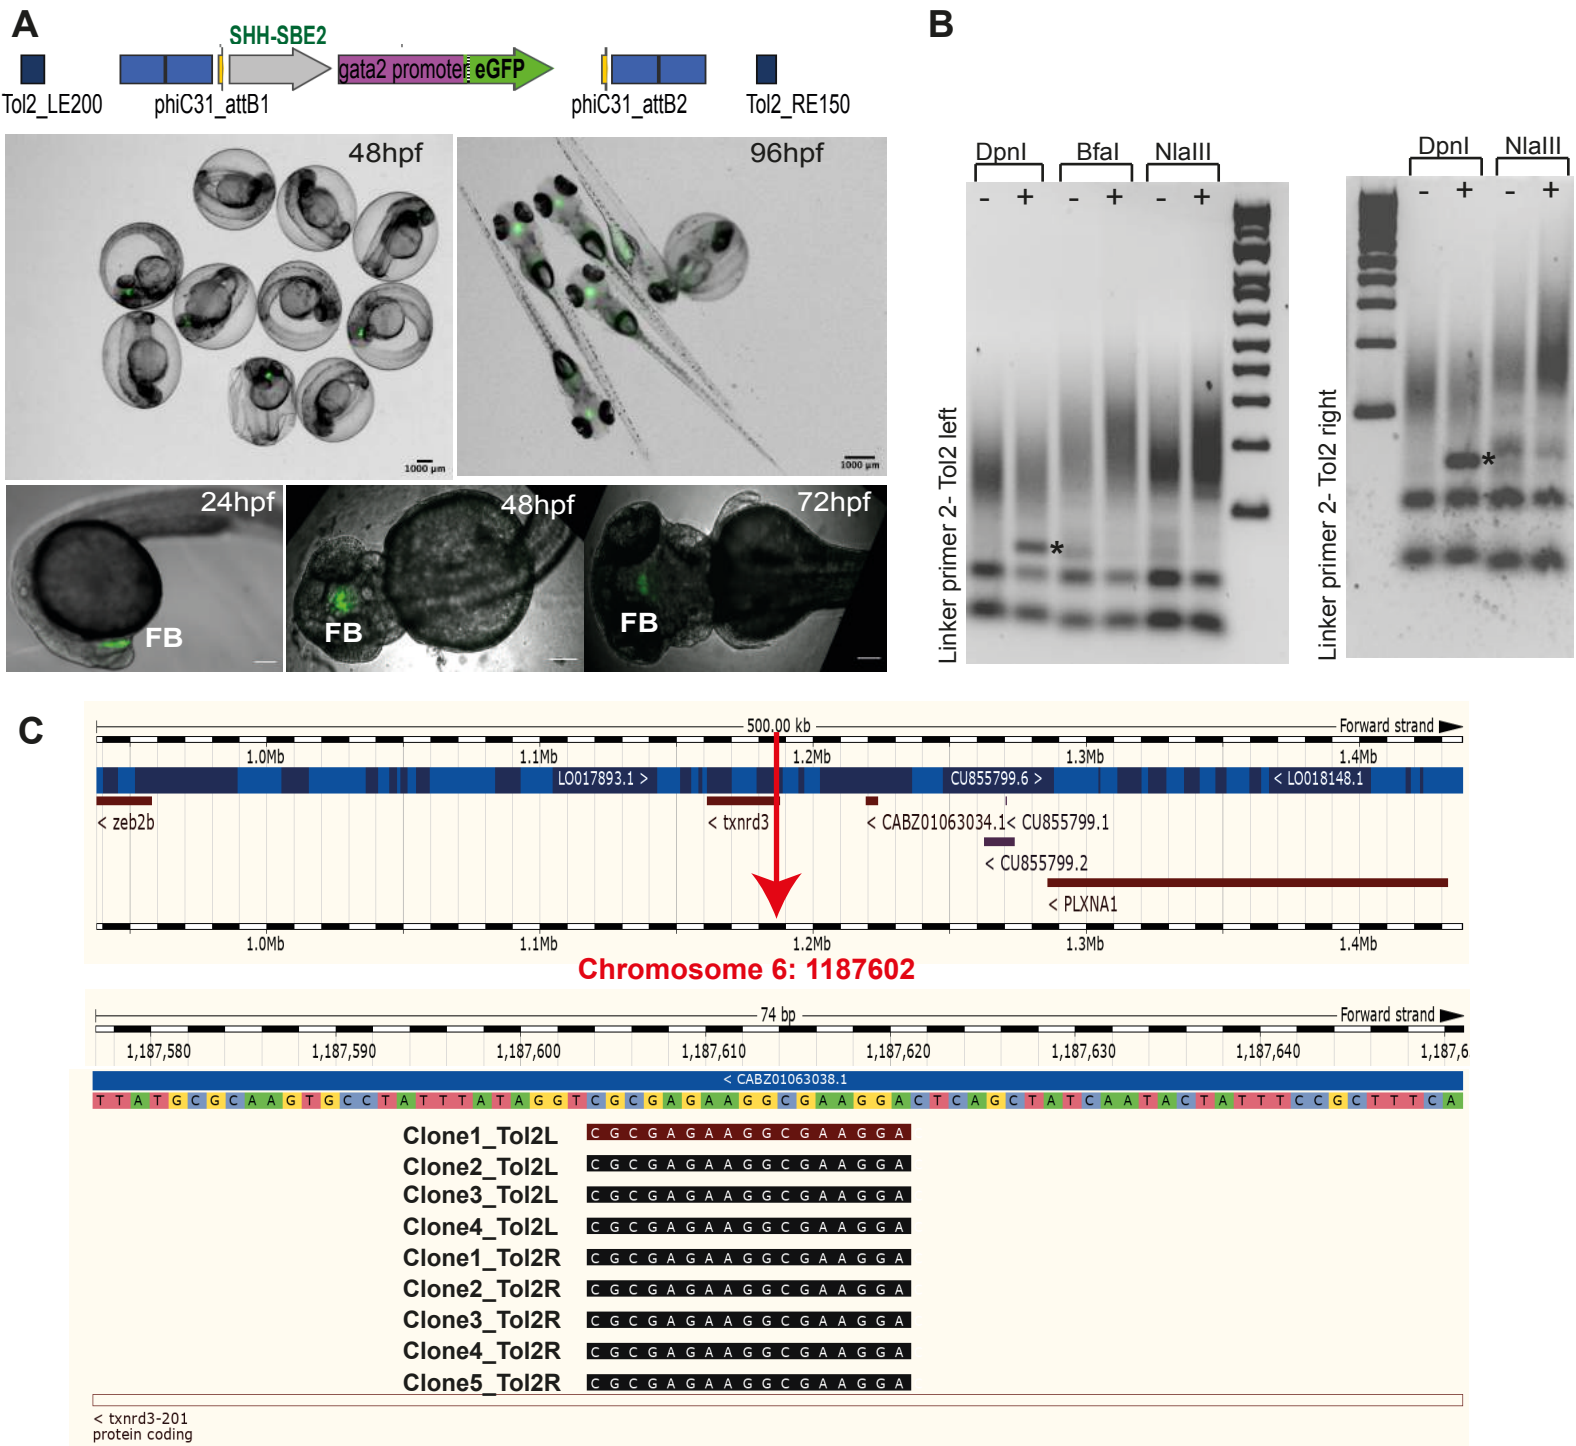 A
SHH-SBE2
gata2 promoter eGFP
Tol2_LE200 phiC31_attB1 phiC31_attB2 Tol2_RE150
48hpf
1000 µm
96hpf
1000 µm
24hpf
FB
48hpf
FB
72hpf
FB
B
DpnI BfaI NlaIII
- + - + - +
*
Linker primer 2- Tol2 left
DpnI NlaIII
- + - +
*
Linker primer 2- Tol2 right
C
500.00 kb Forward strand
1.0Mb 1.1Mb 1.2Mb 1.3Mb 1.4Mb
LO017893.1 > CU855799.6 > < LO018148.1
< zeb2b < txnrd3 < CABZ01063034.1 < CU855799.1
< CU855799.2
< PLXNA1
1.0Mb 1.1Mb 1.2Mb 1.3Mb 1.4Mb
Chromosome 6: 1187602
74 bp Forward strand
1,187,580 1,187,590 1,187,600 1,187,610 1,187,620 1,187,630 1,187,640 1,187,6
< CABZ01063038.1
T T A T G C G C A A G T G C C T A T T T A T A G G T C G C G A G A A G G C G A A G G A C T C A G C T A T C A A T A C T A T T T C C G C T T T C A
Clone1_Tol2L C G C G A G A A G G C G A A G G A
Clone2_Tol2L C G C G A G A A G G C G A A G G A
Clone3_Tol2L C G C G A G A A G G C G A A G G A
Clone4_Tol2L C G C G A G A A G G C G A A G G A
Clone1_Tol2R C G C G A G A A G G C G A A G G A
Clone2_Tol2R C G C G A G A A G G C G A A G G A
Clone3_Tol2R C G C G A G A A G G C G A A G G A
Clone4_Tol2R C G C G A G A A G G C G A A G G A
Clone5_Tol2R C G C G A G A A G G C G A A G G A
< txnrd3-201
protein coding